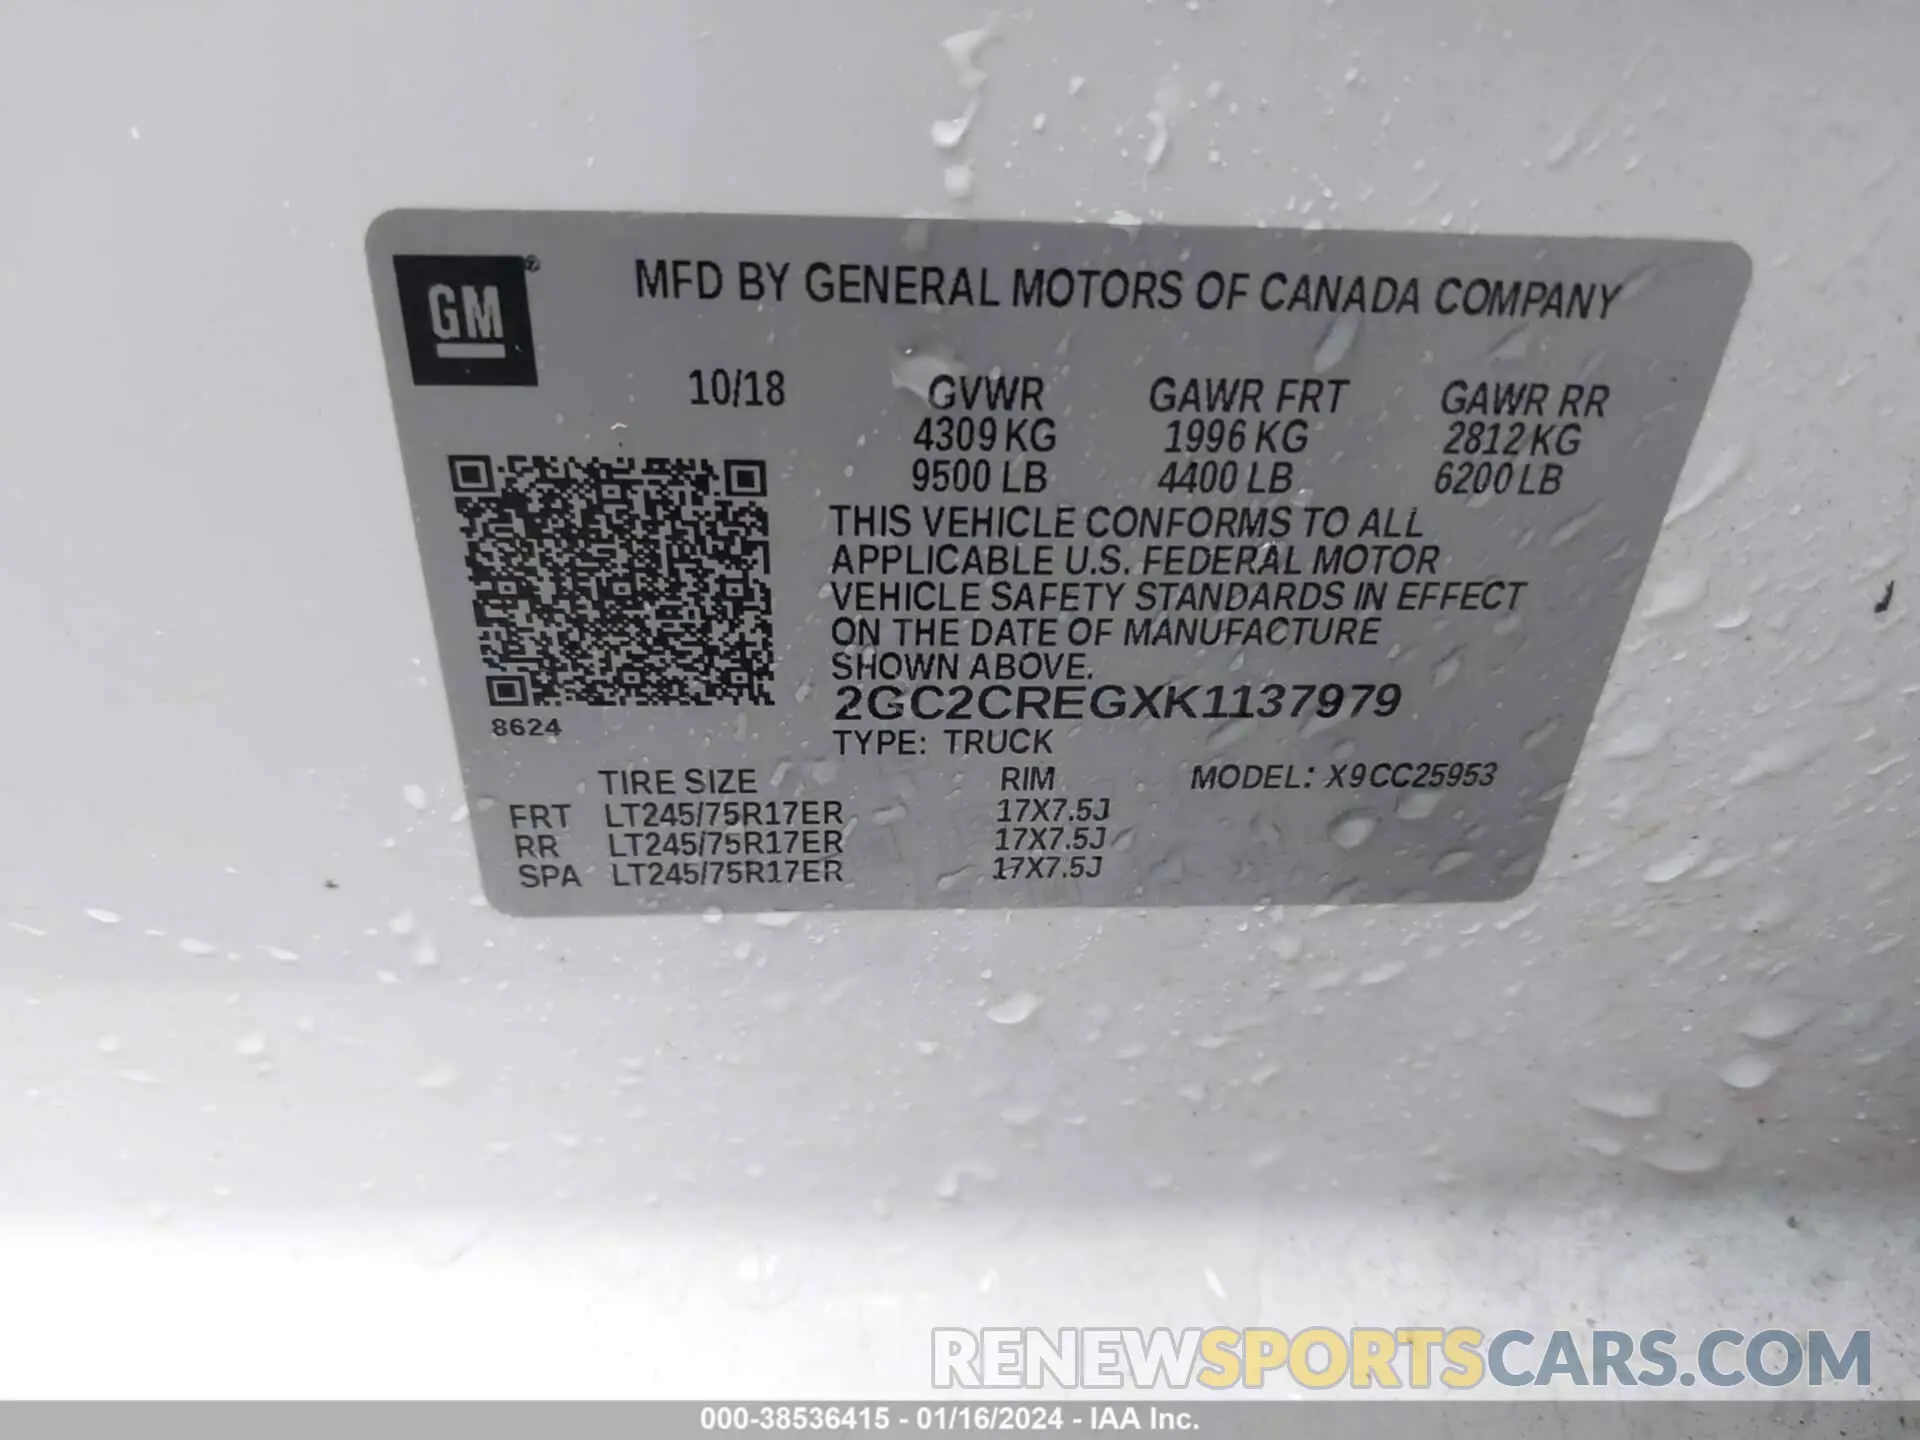 GM ®
MFD BY GENERAL MOTORS OF CANADA COMPANY
10/18 GVWR GAWR FRT GAWR RR
4309 KG 1996 KG 2812 KG
9500 LB 4400 LB 6200 LB
THIS VEHICLE CONFORMS TO ALL
APPLICABLE U.S. FEDERAL MOTOR
VEHICLE SAFETY STANDARDS IN EFFECT
ON THE DATE OF MANUFACTURE
SHOWN ABOVE.
2GC2CREGXK1137979
8624
TYPE: TRUCK
TIRE SIZE RIM MODEL: X9CC25953
FRT LT245/75R17ER 17X7.5J
RR LT245/75R17ER 17X7.5J
SPA LT245/75R17ER 17X7.5J
RENEWSPORTSCARS.COM
000-38536415 - 01/16/2024 - IAA Inc.